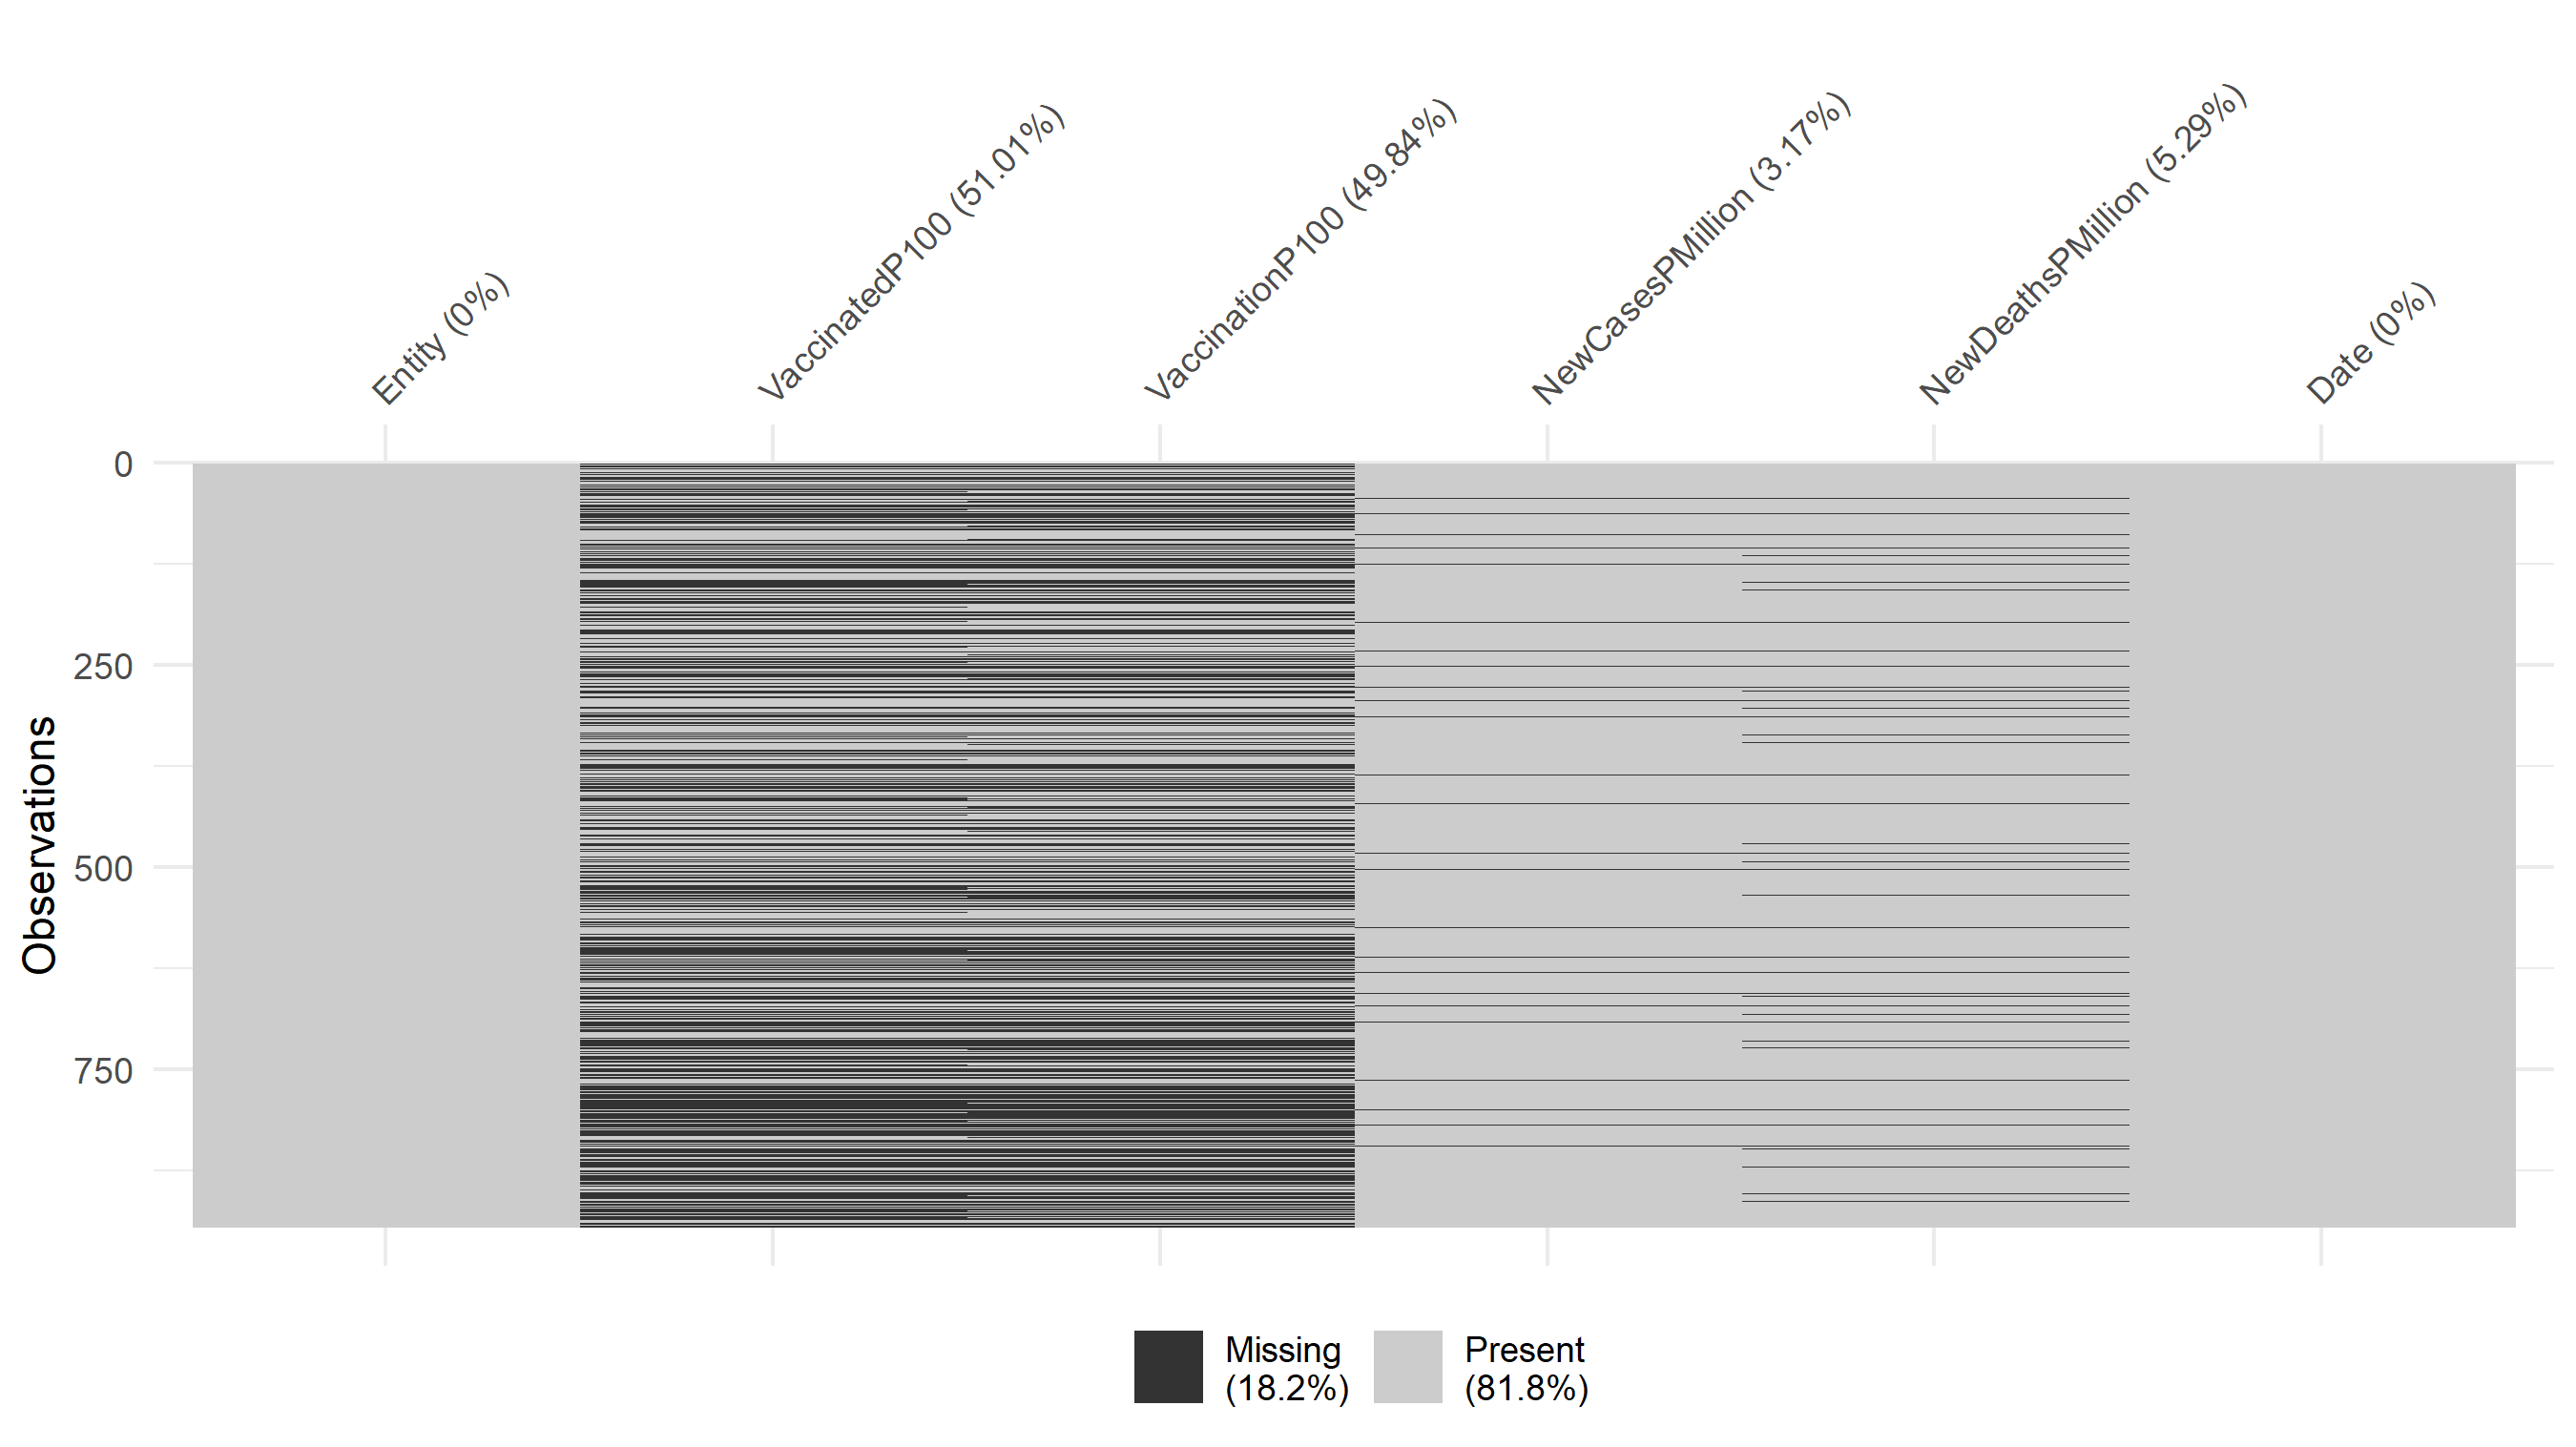 Entity (0%)
VaccinatedP100 (51.01%)
VaccinationP100 (49.84%)
NewCasesPMillion (3.17%)
NewDeathsPMillion (5.29%)
Date (0%)
0
250
500
750
Observations
Missing
(18.2%)
Present
(81.8%)